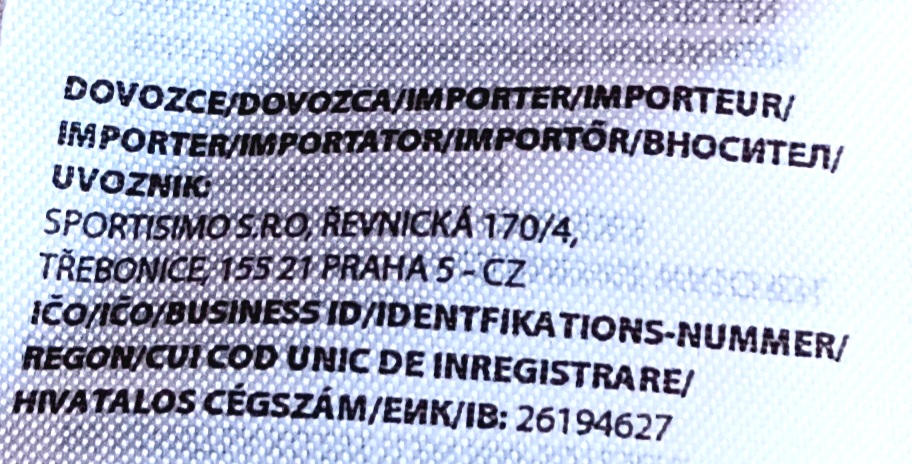 DOVOZCE/DOVOZCA/IMPORTER/IMPORTEUR/
IMPORTER/IMPORTATOR/IMPORTŐR/ВНОСИТЕЛ/
UVOZNIK:
SPORTISIMO S.R.O, ŘEVNICKÁ 170/4,
TŘEBONICE, 155 21 PRAHA 5 - CZ
IČO/IČO/BUSINESS ID/IDENTFIKATIONS-NUMMER/
REGON/CUI COD UNIC DE INREGISTRARE/
HIVATALOS CÉGSZÁM/ЕИК/IB: 26194627